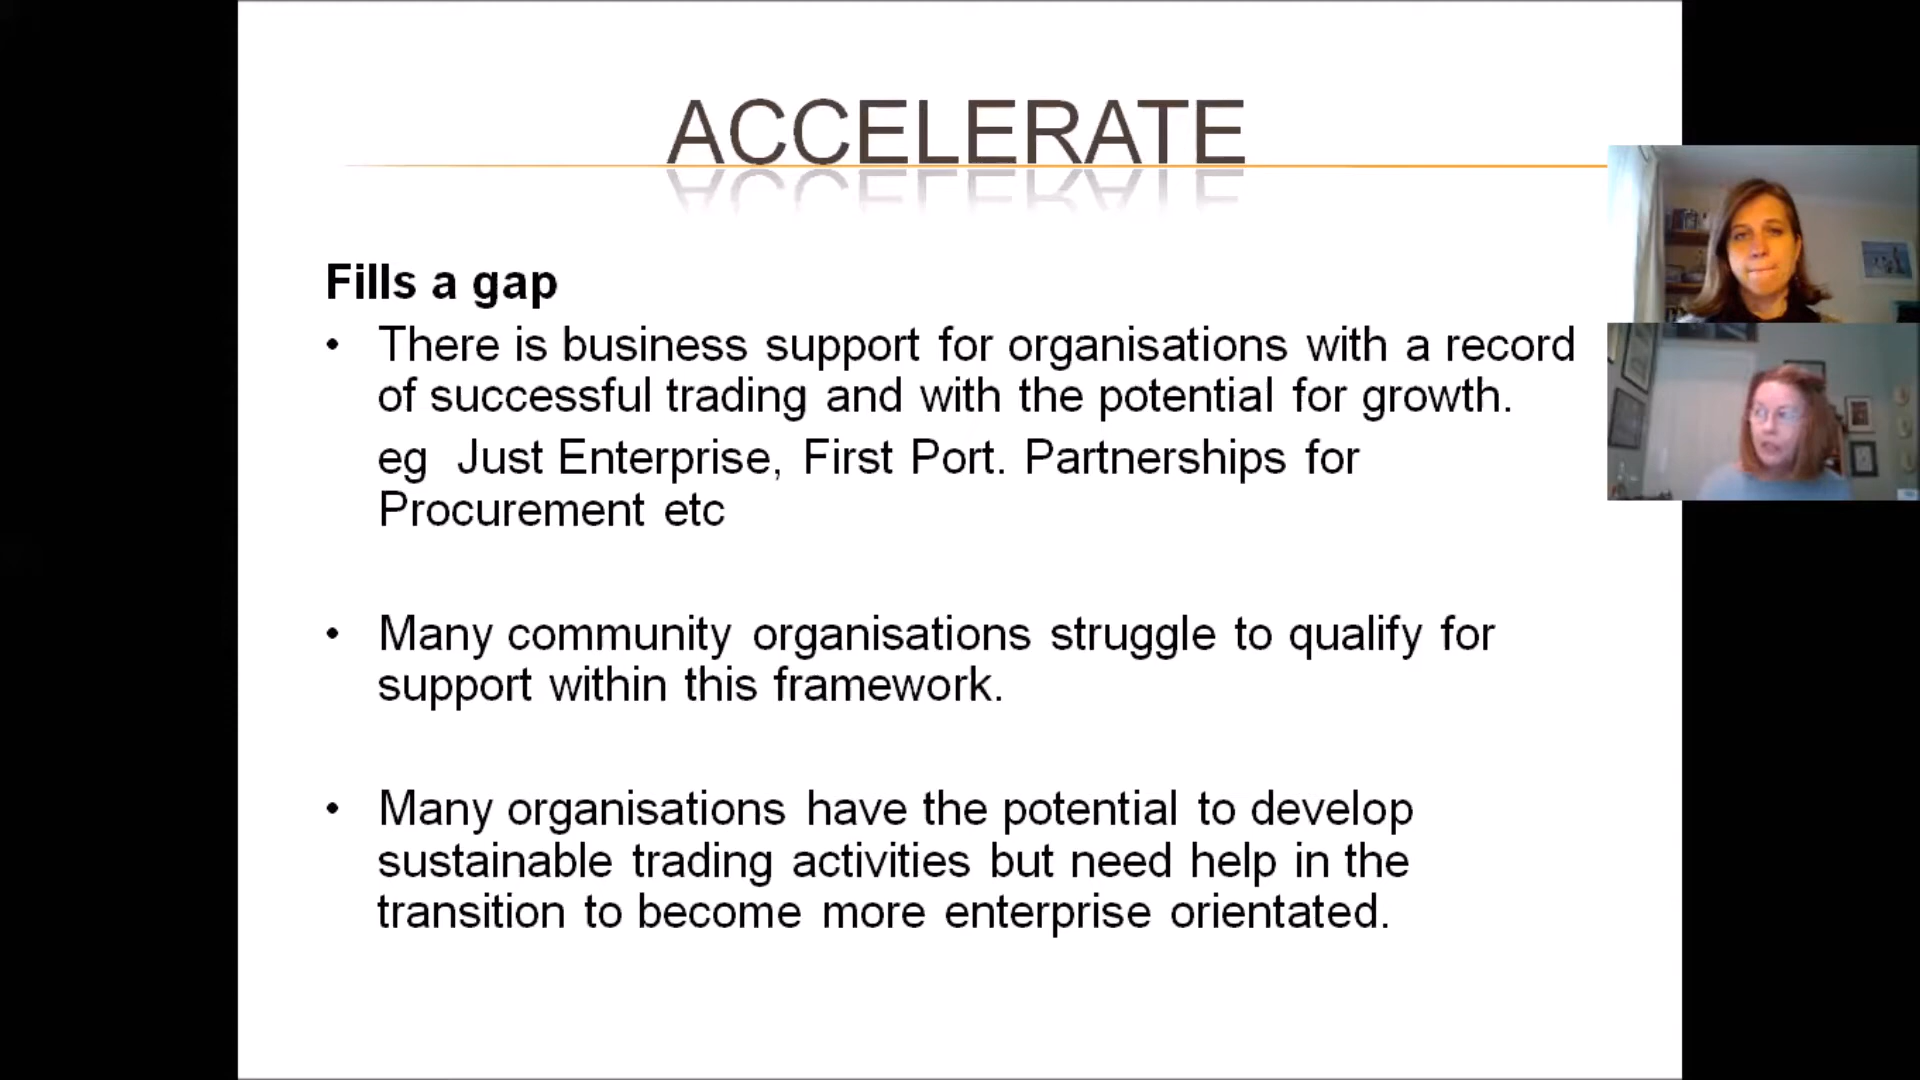 ACCELERATE
Fills a gap
• There is business support for organisations with a record
of successful trading and with the potential for growth.
eg Just Enterprise, First Port. Partnerships for
Procurement etc
• Many community organisations struggle to qualify for
support within this framework.
• Many organisations have the potential to develop
sustainable trading activities but need help in the
transition to become more enterprise orientated.